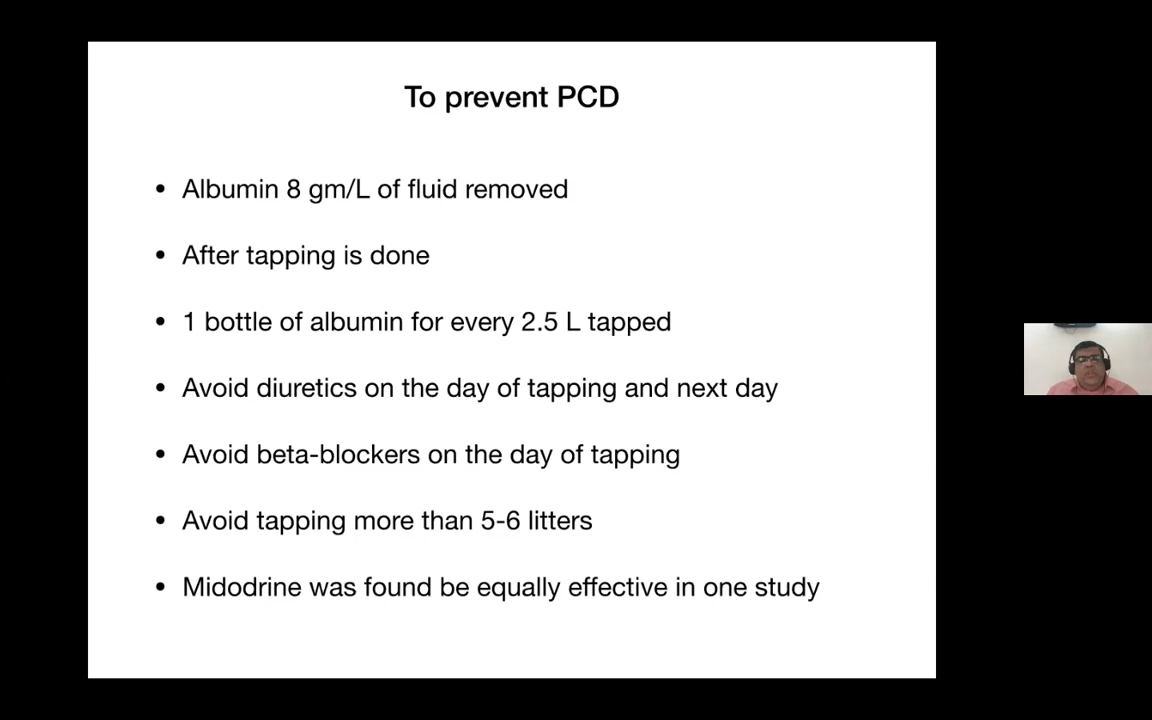 To prevent PCD
• Albumin 8 gm/L of fluid removed
• After tapping is done
• 1 bottle of albumin for every 2.5 L tapped
• Avoid diuretics on the day of tapping and next day
• Avoid beta-blockers on the day of tapping
• Avoid tapping more than 5-6 litters
• Midodrine was found be equally effective in one study